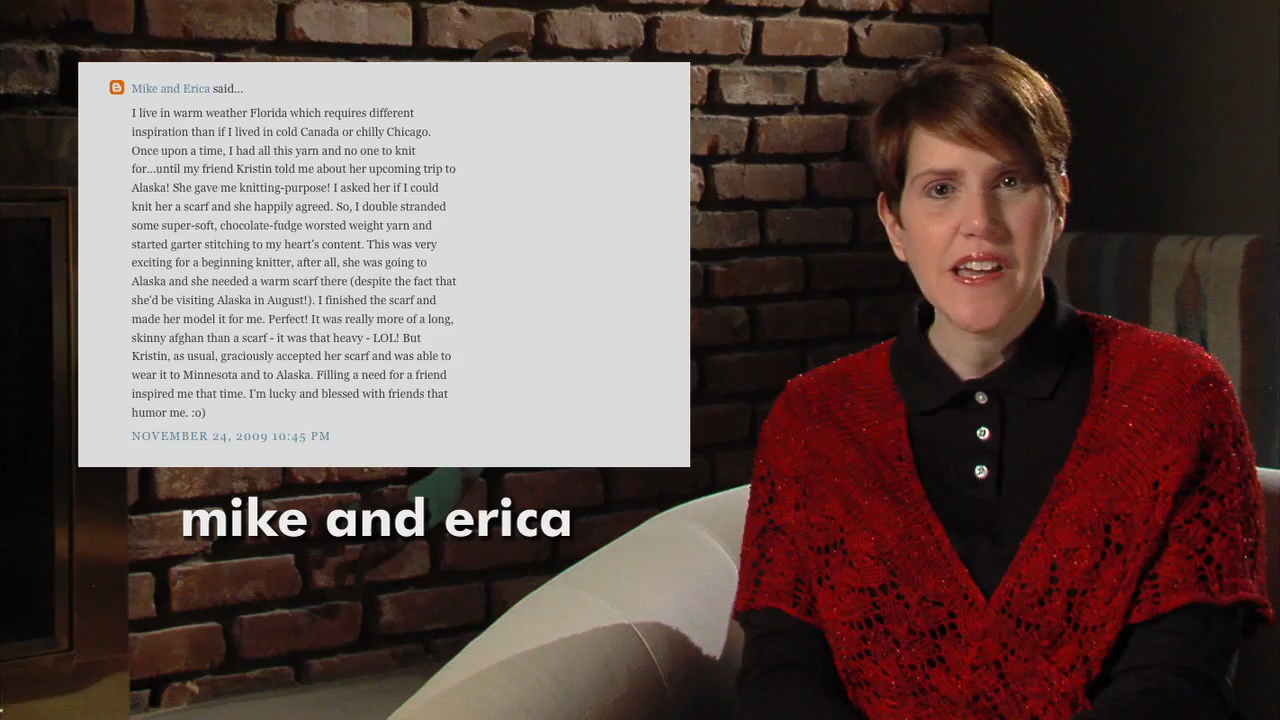 Mike and Erica said...
I live in warm weather Florida which requires different
inspiration than if I lived in cold Canada or chilly Chicago.
Once upon a time, I had all this yarn and no one to knit
for...until my friend Kristin told me about her upcoming trip to
Alaska! She gave me knitting-purpose! I asked her if I could
knit her a scarf and she happily agreed. So, I double stranded
some super-soft, chocolate-fudge worsted weight yarn and
started garter stitching to my heart's content. This was very
exciting for a beginning knitter, after all, she was going to
Alaska and she needed a warm scarf there (despite the fact that
she'd be visiting Alaska in August!). I finished the scarf and
made her model it for me. Perfect! It was really more of a long,
skinny afghan than a scarf - it was that heavy - LOL! But
Kristin, as usual, graciously accepted her scarf and was able to
wear it to Minnesota and to Alaska. Filling a need for a friend
inspired me that time. I'm lucky and blessed with friends that
humor me. :o)
NOVEMBER 24, 2009 10:45 PM
mike and erica